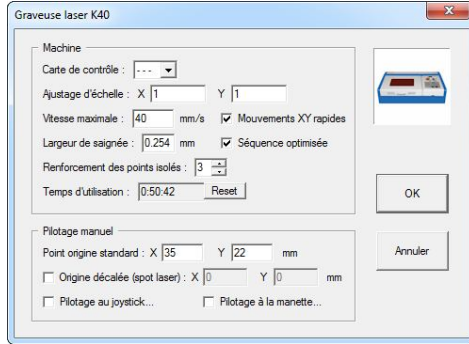 Graveuse laser K40
Machine
Carte de contrôle : ---
Ajustage d'échelle : X 1 Y 1
Vitesse maximale : 40 mm/s Mouvements XY rapides
Largeur de saignée : 0.254 mm Séquence optimisée
Renforcement des points isolés : 3
Temps d'utilisation : 0:50:42 Reset
OK
Pilotage manuel
Point origine standard : X 35 Y 22 mm
Annuler
Origine décalée (spot laser) : X 0 Y 0 mm
Pilotage au joystick... Pilotage à la manette...